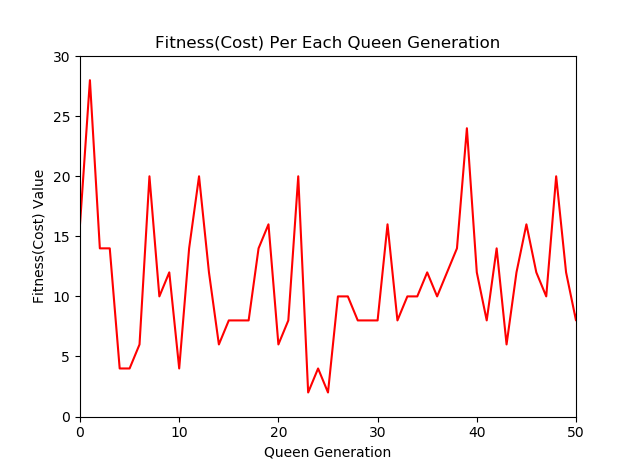 Fitness(Cost) Per Each Queen Generation
30
25
20
15
10
5
0
Fitness(Cost) Value
0 10 20 30 40 50
Queen Generation